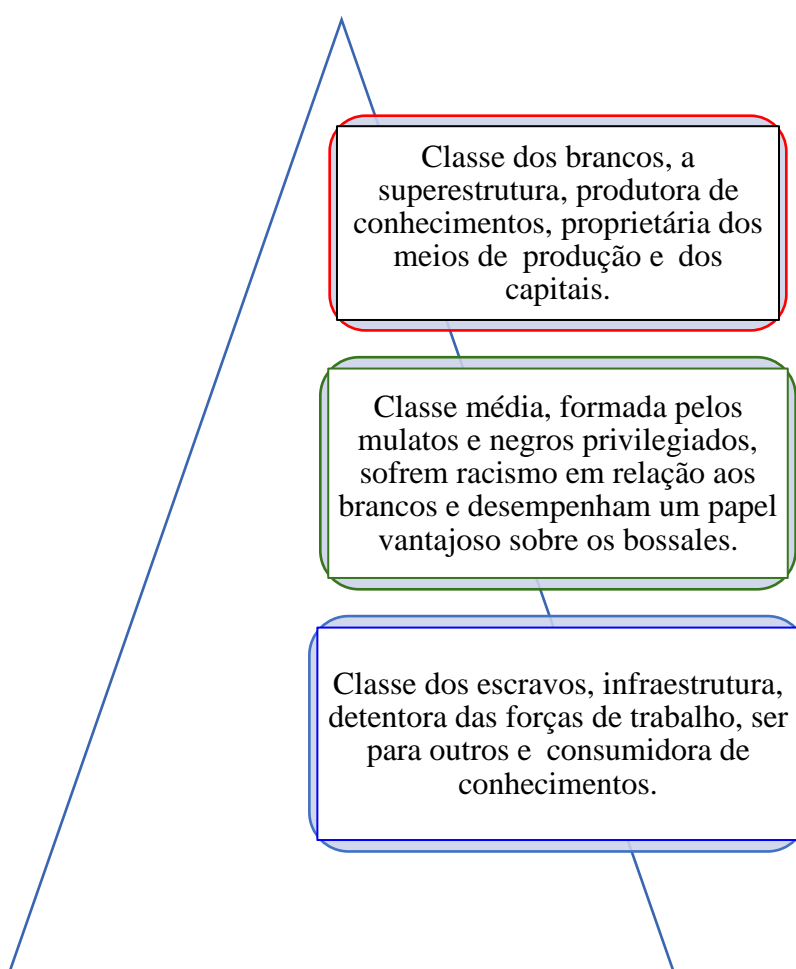 Classe dos brancos, a
superestrutura, produtora de
conhecimentos, proprietária dos
meios de produção e dos
capitais.
Classe média, formada pelos
mulatos e negros privilegiados,
sofrem racismo em relação aos
brancos e desempenham um papel
vantajoso sobre os bossales.
Classe dos escravos, infraestrutura,
detentora das forças de trabalho, ser
para outros e consumidora de
conhecimentos.